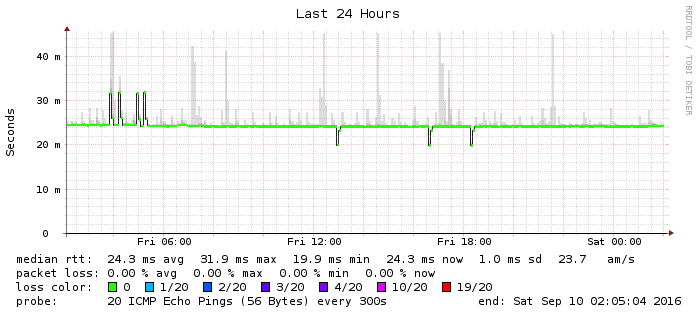 Last 24 Hours
RRDTOOL / TOBI OETIKER
Seconds
40 m
30 m
20 m
10 m
0
Fri 06:00 Fri 12:00 Fri 18:00 Sat 00:00
median rtt: 24.3 ms avg 31.9 ms max 19.9 ms min 24.3 ms now 1.0 ms sd 23.7 am/s
packet loss: 0.00 % avg 0.00 % max 0.00 % min 0.00 % now
loss color: 0 1/20 2/20 3/20 4/20 10/20 19/20
probe: 20 ICMP Echo Pings (56 Bytes) every 300s end: Sat Sep 10 02:05:04 2016